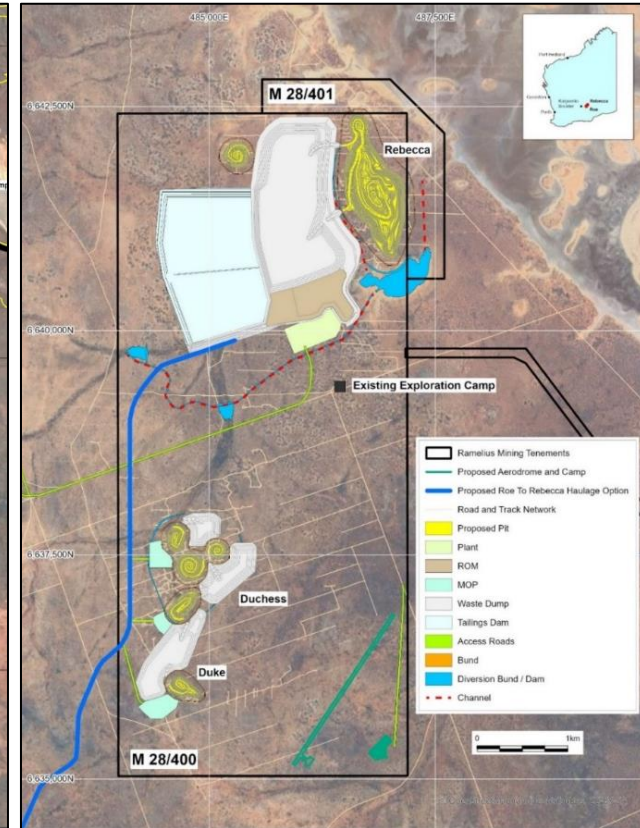 485,000E
487,500E
Port Hedland
Kalgoorlie
Boulder
Rebecca
Roe
Perth
M 28/401
6,642,500N
Rebecca
6,640,000N
Existing Exploration Camp
Ramelius Mining Tenements
Proposed Aerodrome and Camp
Proposed Roe To Rebecca Haulage Option
Road and Track Network
Proposed Pit
Plant
ROM
MOP
Waste Dump
Tailings Dam
Access Roads
Bund
Diversion Bund / Dam
Channel
6,637,500N
Duchess
Duke
0 1km
M 28/400
6,635,000N